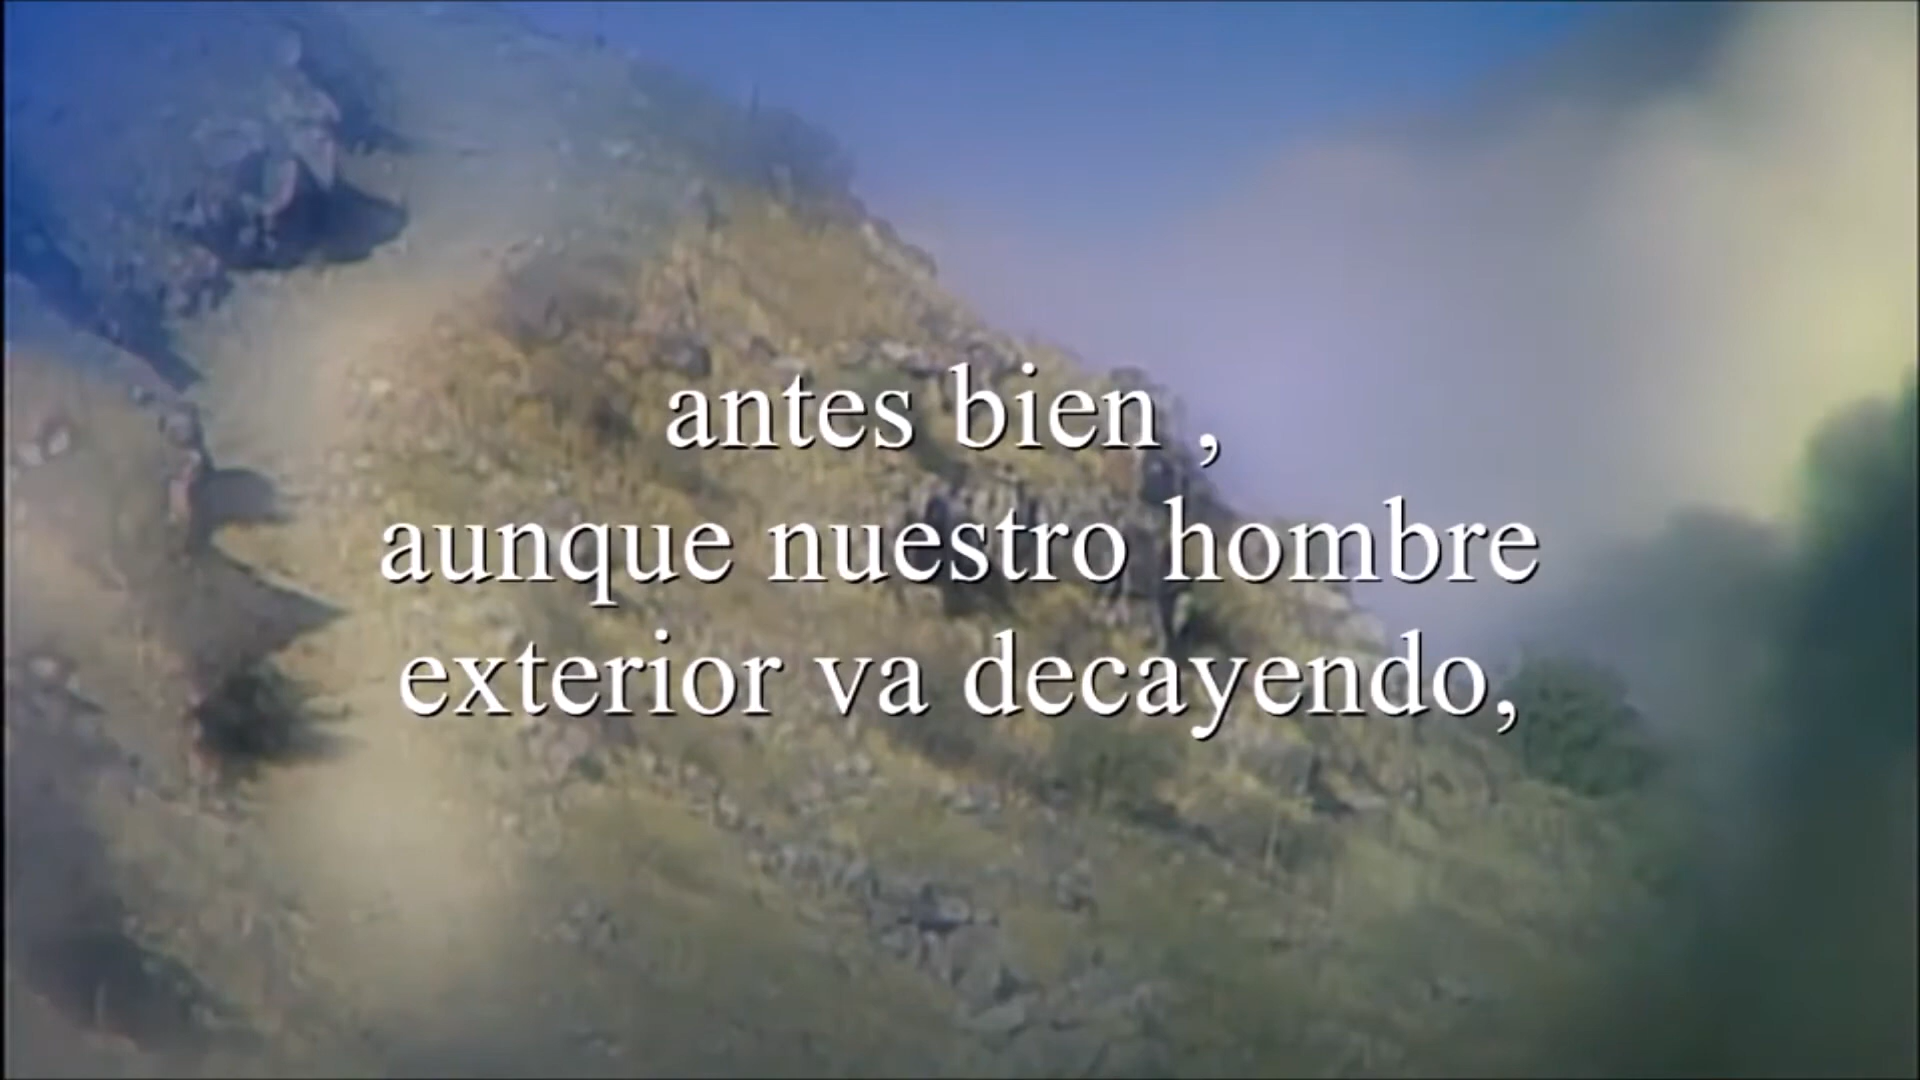 antes bien ,
aunque nuestro hombre
exterior va decayendo,